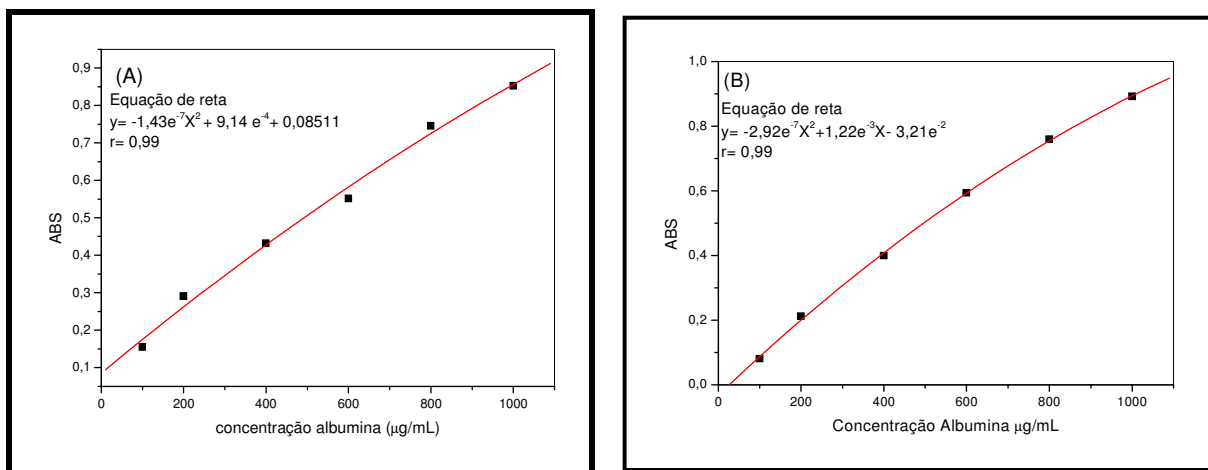 (A)
Equação de reta
y= -1,43e⁻⁷X² + 9,14 e⁻⁴+ 0,08511
r= 0,99
0,9
0,8
0,7
0,6
0,5
0,4
0,3
0,2
0,1
ABS
0 200 400 600 800 1000
concentração albumina (μg/mL)
(B)
Equação de reta
y= -2,92e⁻⁷X²+1,22e⁻³X- 3,21e⁻²
r= 0,99
1,0
0,8
0,6
0,4
0,2
0,0
ABS
0 200 400 600 800 1000
Concentração Albumina μg/mL